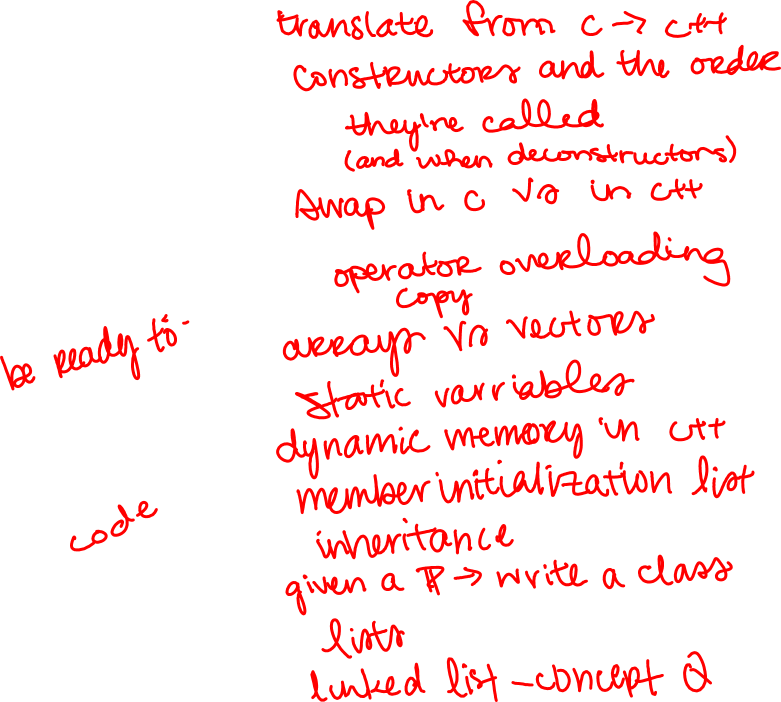 translate from c → c++
constructors and the order
they're called
(and when deconstructors)
swap in c vs in c++
operator overloading
copy
be ready to -
arrays vs vectors
static varriables
dynamic memory in c++
member initialization list
code
inheritance
given a → write a class
lists
linked list - concept Q